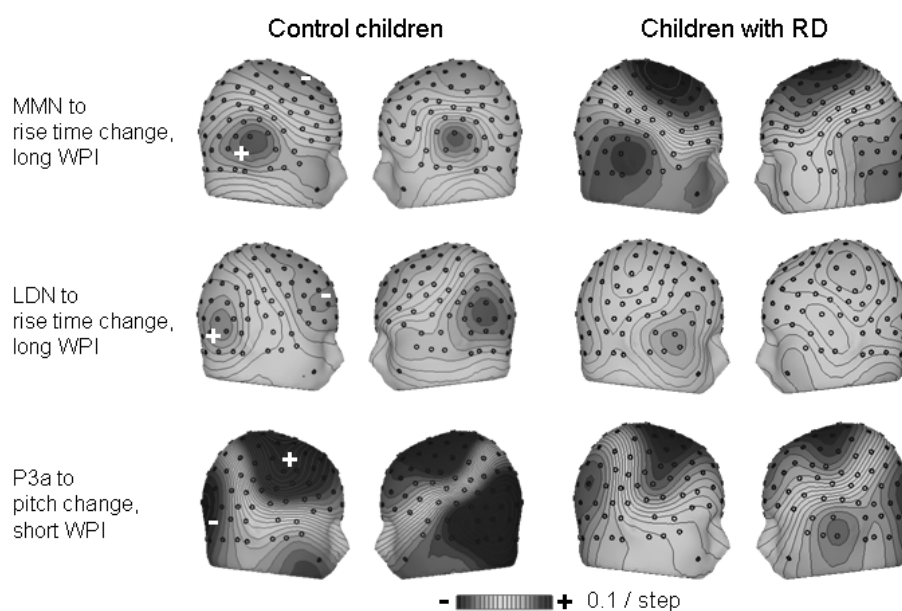 Control children
Children with RD
MMN to
rise time change,
long WPI
- 
+
LDN to
rise time change,
long WPI
-
+
P3a to
pitch change,
short WPI
+
-
- + 0.1 / step